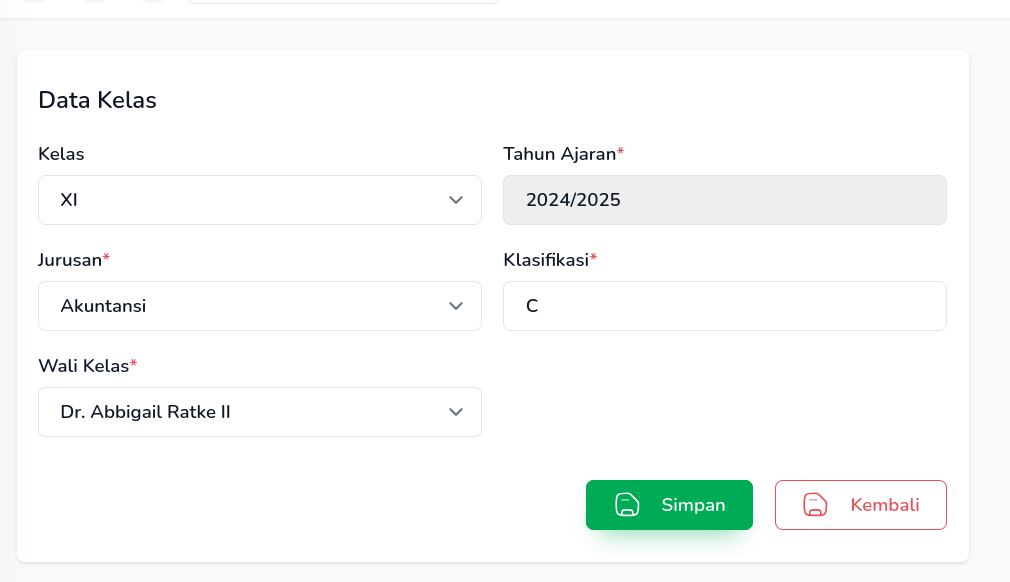 Data Kelas
Kelas
Tahun Ajaran*
XI
2024/2025
Jurusan*
Klasifikasi*
Akuntansi
C
Wali Kelas*
Dr. Abbigail Ratke II
Simpan
Kembali